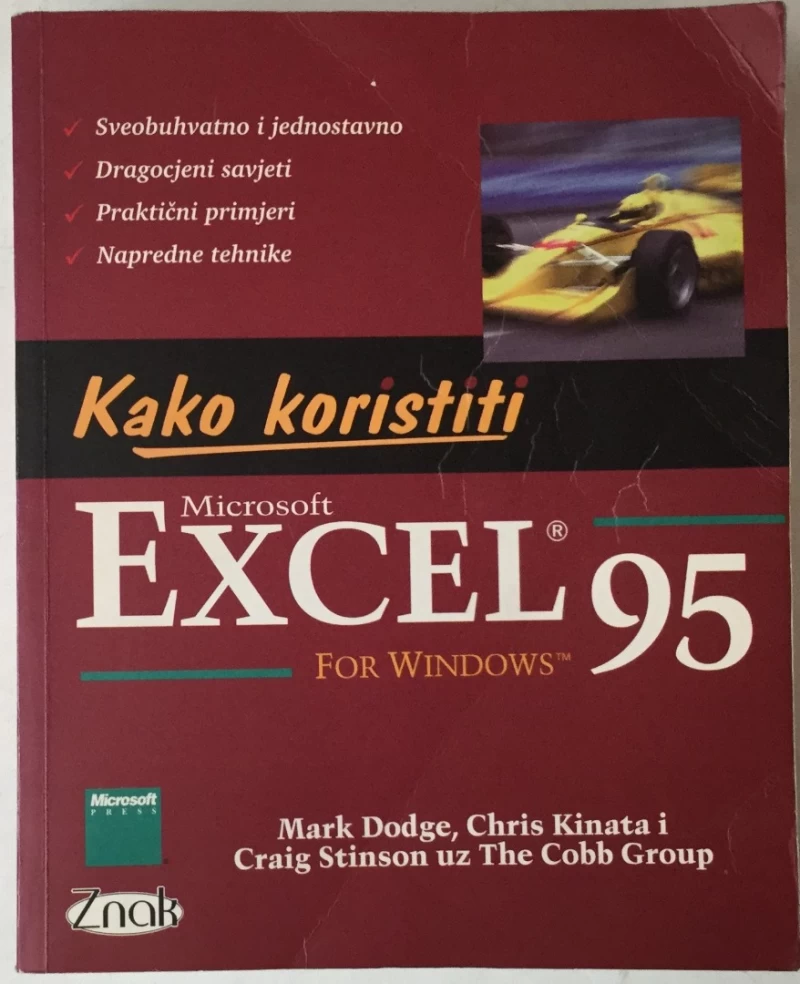 Sveobuhvatno i jednostavno
Dragocjeni savjeti
Praktični primjeri
Napredne tehnike
Kako koristiti
Microsoft
EXCEL® 95
FOR WINDOWS™
Microsoft
PRESS
Mark Dodge, Chris Kinata i
Craig Stinson uz The Cobb Group
Znak